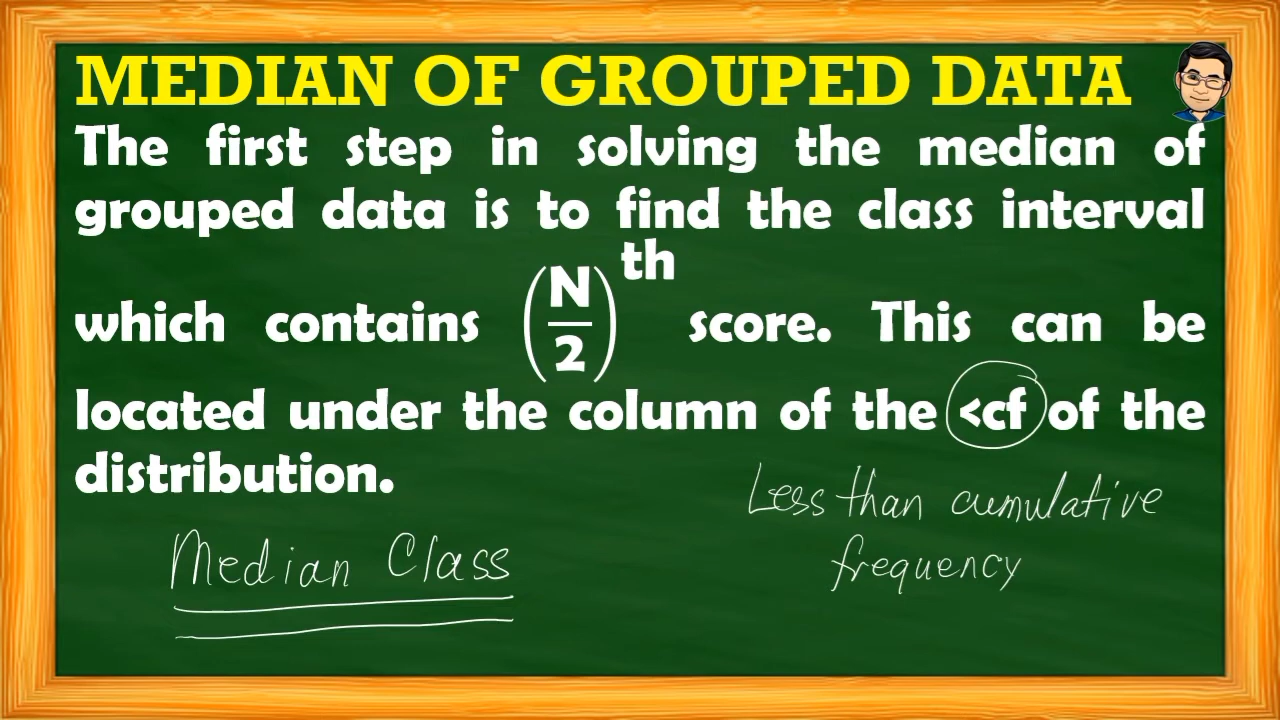 MEDIAN OF GROUPED DATA
The first step in solving the median of
grouped data is to find the class interval
which contains (N/2)th score. This can be
located under the column of the <cf of the
distribution.
Less than cumulative
frequency
Median Class